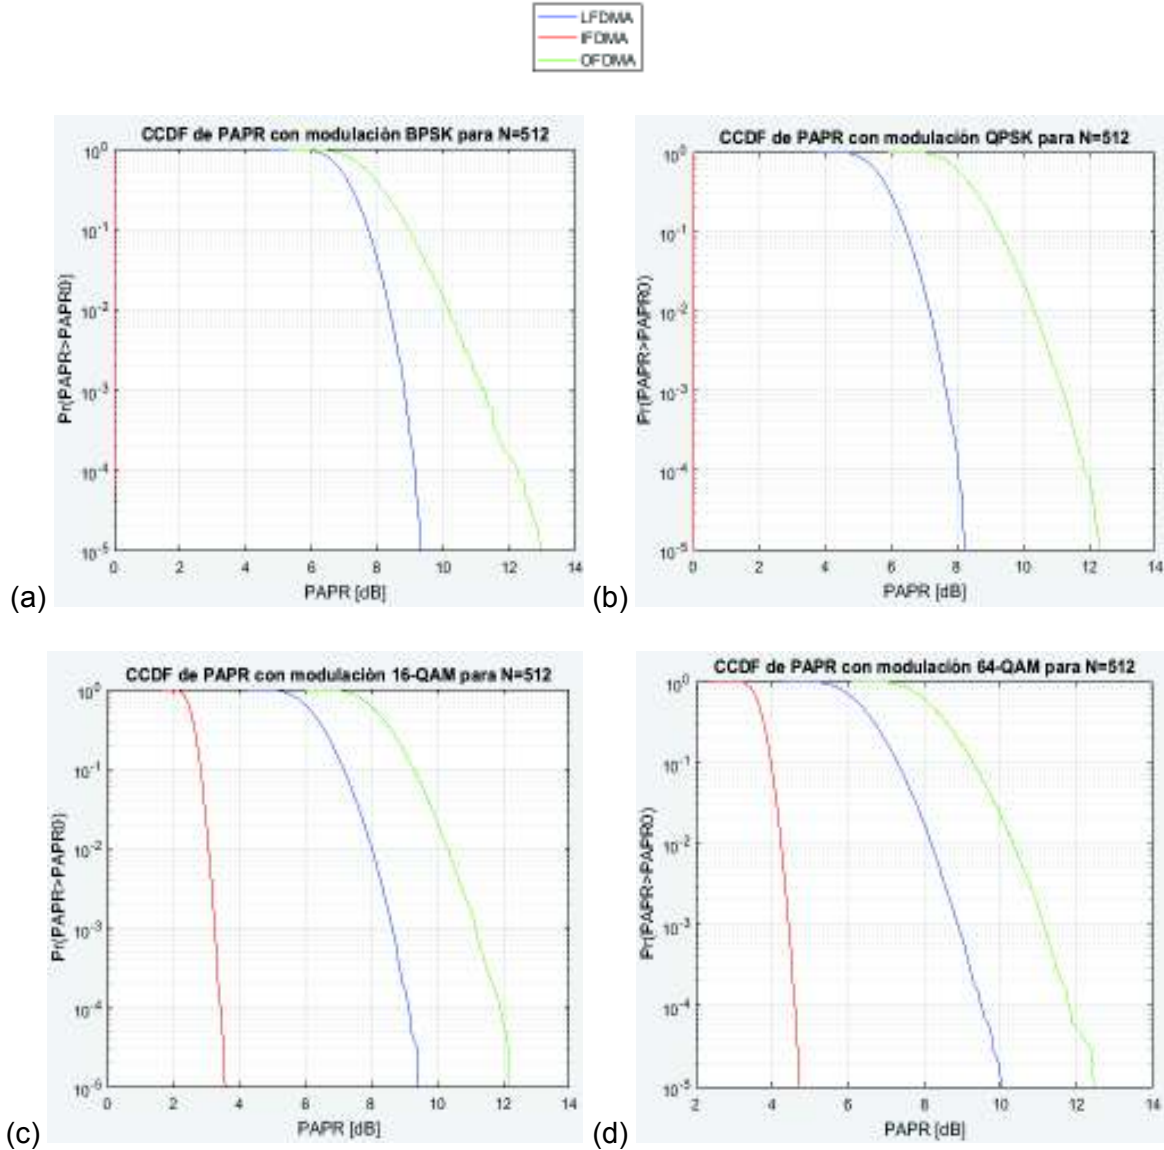 LFDMA
IFDMA
OFDMA
CCDF de PAPR con modulación BPSK para N=512
Pr(PAPR>PAPR0)
10^0
10^-1
10^-2
10^-3
10^-4
10^-5
0 2 4 6 8 10 12 14
PAPR [dB]
(a)
CCDF de PAPR con modulación QPSK para N=512
Pr(PAPR>PAPR0)
10^0
10^-1
10^-2
10^-3
10^-4
10^-5
0 2 4 6 8 10 12 14
PAPR [dB]
(b)
CCDF de PAPR con modulación 16-QAM para N=512
Pr(PAPR>PAPR0)
10^0
10^-1
10^-2
10^-3
10^-4
10^-5
0 2 4 6 8 10 12 14
PAPR [dB]
(c)
CCDF de PAPR con modulación 64-QAM para N=512
Pr(PAPR>PAPR0)
10^0
10^-1
10^-2
10^-3
10^-4
10^-5
2 4 6 8 10 12 14
PAPR [dB]
(d)